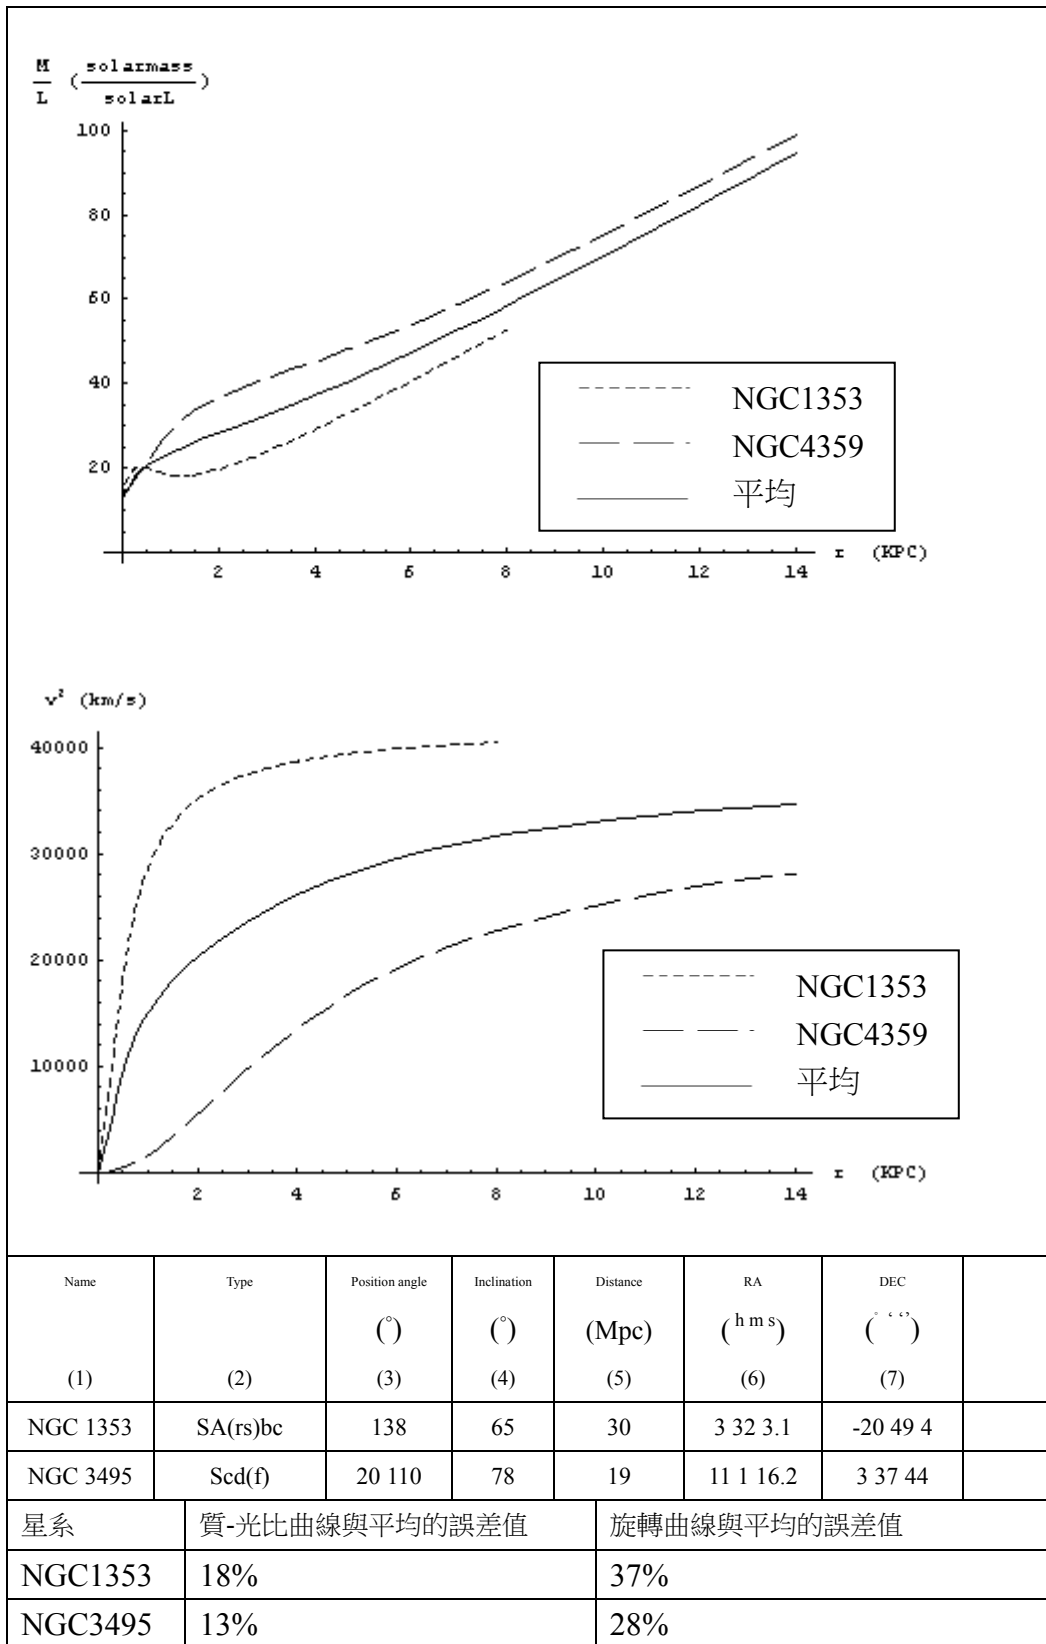 M/L (solarmass/solarL)
100
80
60
40
20
2 4 6 8 10 12 14 r (KPC)
NGC1353
NGC4359
平均
v² (km/s)
40000
30000
20000
10000
2 4 6 8 10 12 14 r (KPC)
NGC1353
NGC4359
平均
Name Type Position angle Inclination Distance RA DEC
(°) (°) (Mpc) (h m s) (° ‘ ‘’)
(1) (2) (3) (4) (5) (6) (7)
NGC 1353 SA(rs)bc 138 65 30 3 32 3.1 -20 49 4
NGC 3495 Scd(f) 20 110 78 19 11 1 16.2 3 37 44
星系 質-光比曲線與平均的誤差值 旋轉曲線與平均的誤差值
NGC1353 18% 37%
NGC3495 13% 28%